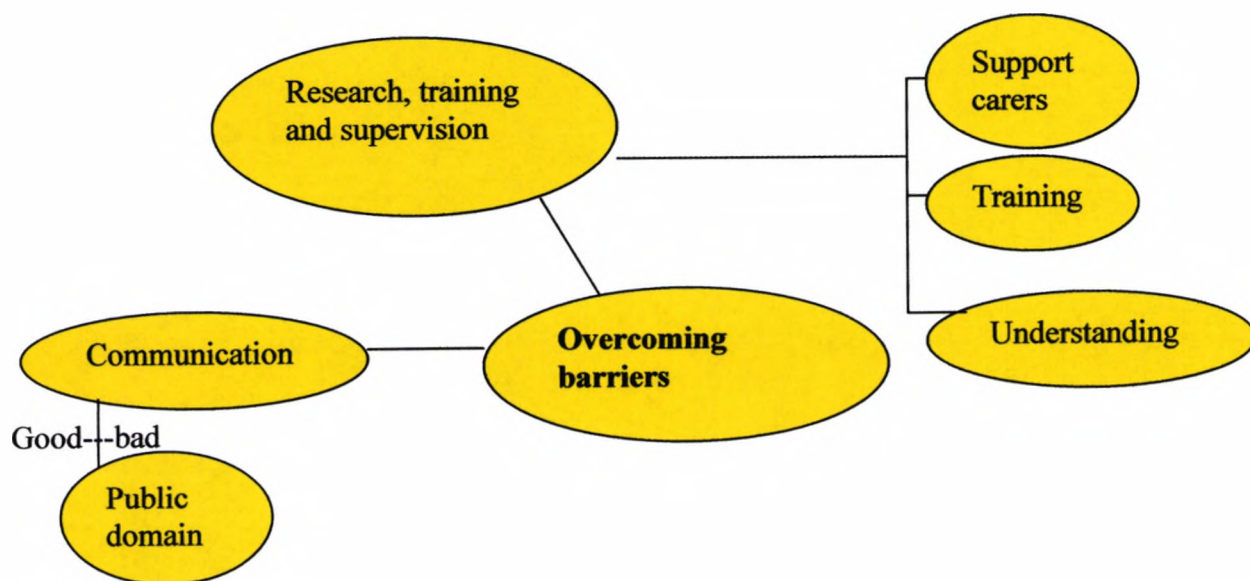 Research, training
and supervision
Support
carers
Training
Understanding
Overcoming
barriers
Communication
Good---bad
Public
domain